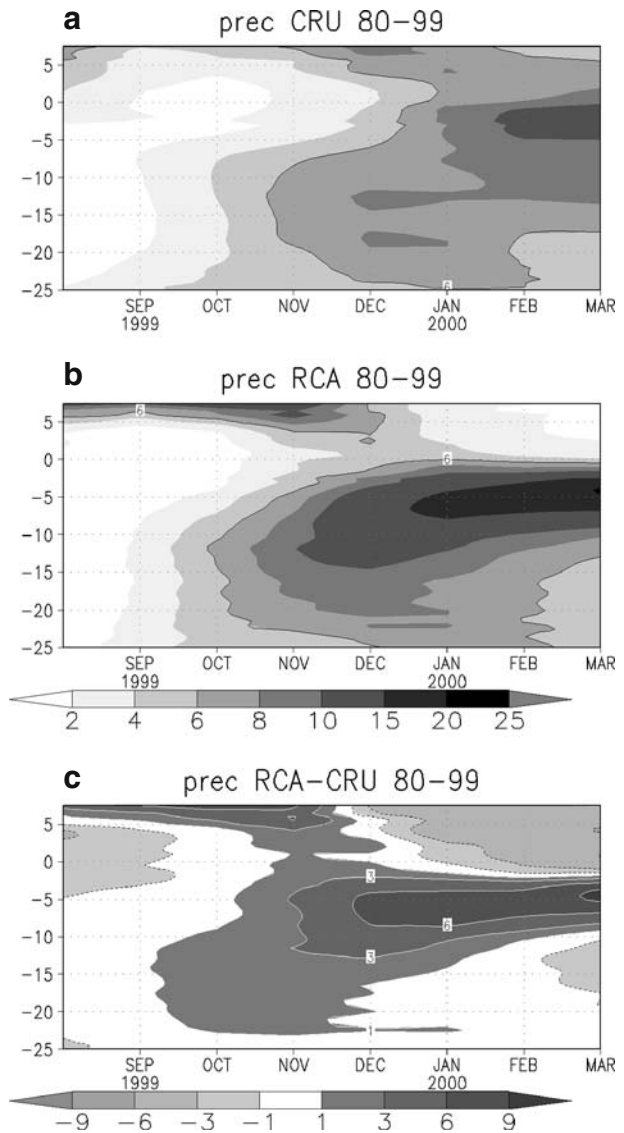 a
prec CRU 80-99
5
0
-5
-10
-15
-20
-25
6
SEP OCT NOV DEC JAN FEB MAR
1999 2000
b
prec RCA 80-99
5
0
-5
-10
-15
-20
-25
6
6
SEP OCT NOV DEC JAN FEB MAR
1999 2000
2 4 6 8 10 15 20 25
c
prec RCA-CRU 80-99
5
0
-5
-10
-15
-20
-25
3
6
3
1
SEP OCT NOV DEC JAN FEB MAR
1999 2000
-9 -6 -3 -1 1 3 6 9